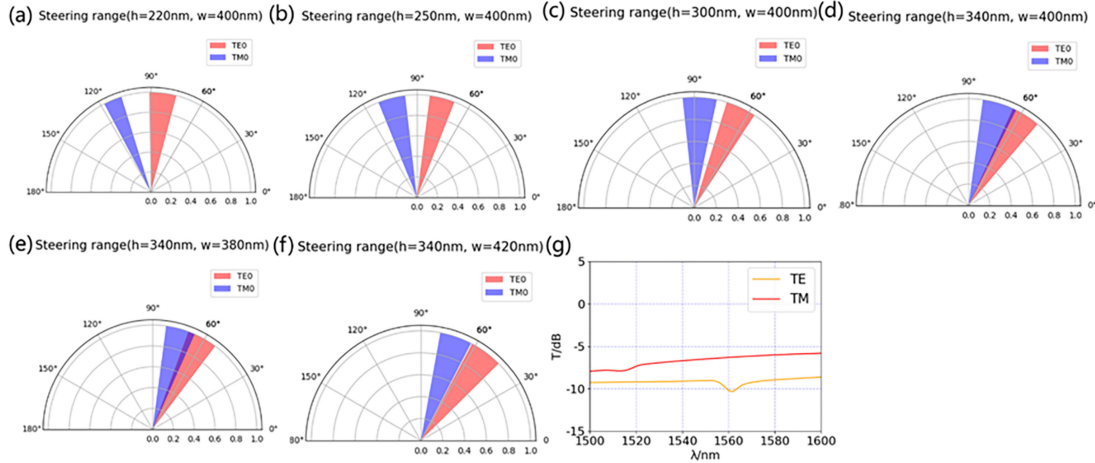 (a) Steering range(h=220nm, w=400nm)
TE0
TM0
90°
120°
60°
150°
30°
180°
0°
0.0 0.2 0.4 0.6 0.8 1.0
(b) Steering range(h=250nm, w=400nm)
TE0
TM0
90°
120°
60°
150°
30°
180°
0°
0.0 0.2 0.4 0.6 0.8 1.0
(c) Steering range(h=300nm, w=400nm)
TE0
TM0
90°
120°
60°
150°
30°
180°
0°
0.0 0.2 0.4 0.6 0.8 1.0
(d) Steering range(h=340nm, w=400nm)
TE0
TM0
90°
120°
60°
150°
30°
80°
0°
0.0 0.2 0.4 0.6 0.8 1.0
(e) Steering range(h=340nm, w=380nm)
TE0
TM0
90°
120°
60°
150°
30°
180°
0°
0.0 0.2 0.4 0.6 0.8 1.0
(f) Steering range(h=340nm, w=420nm)
TE0
TM0
90°
120°
60°
150°
30°
80°
0
0.0 0.2 0.4 0.6 0.8 1.0
(g)
TE
TM
T/dB
5
0
-5
-10
-15
1500 1520 1540 1560 1580 1600
λ/nm